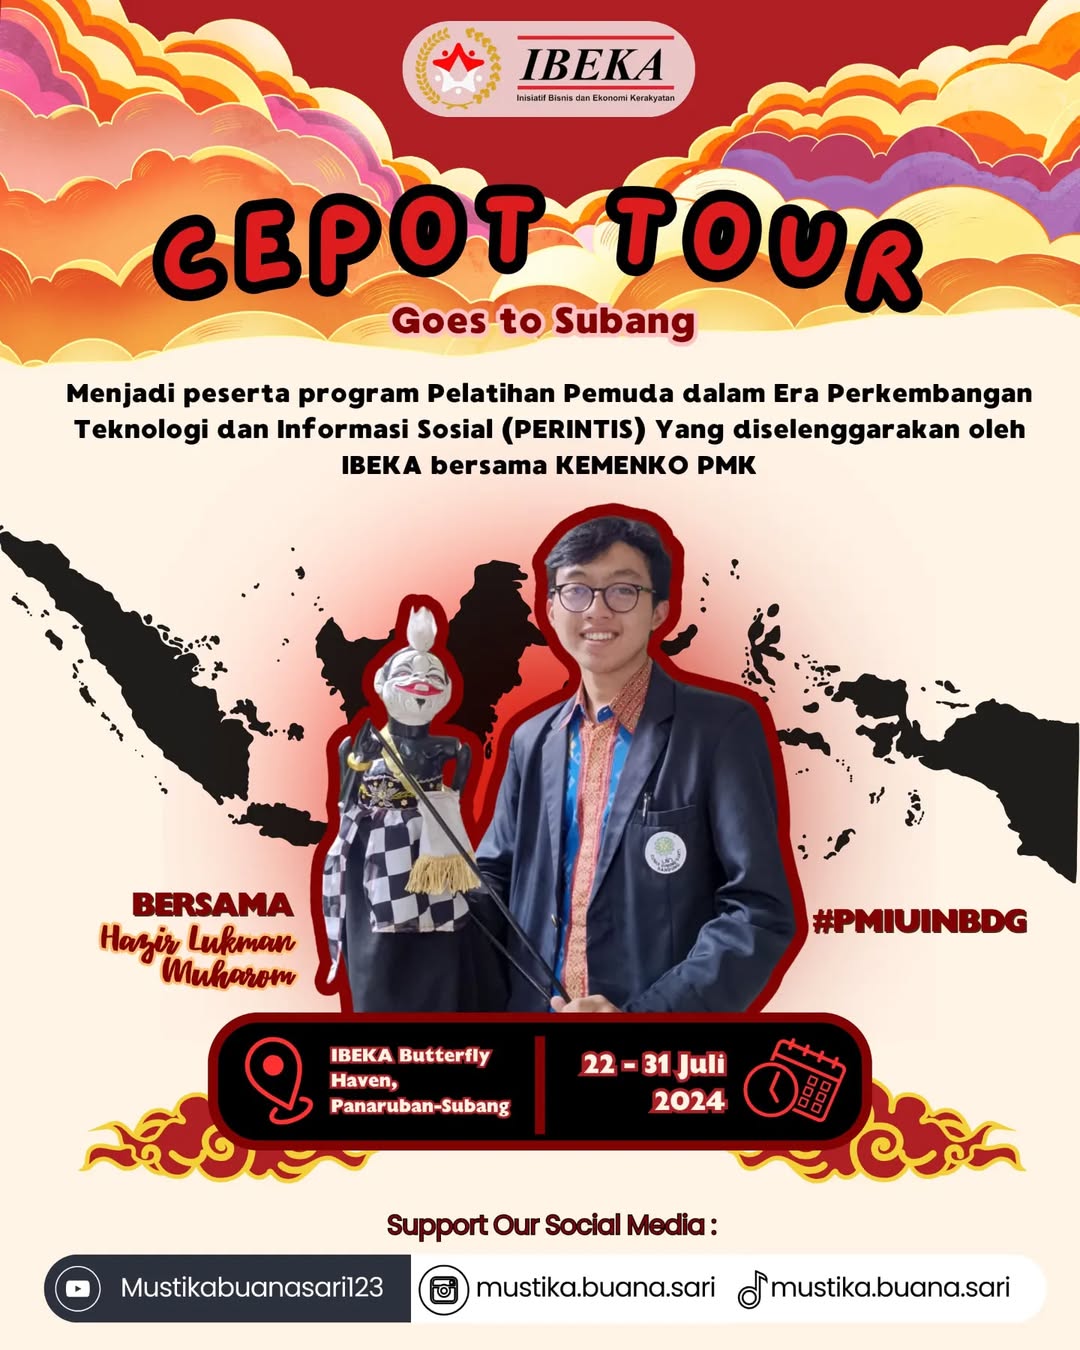 IBEKA
Inisiatif Bisnis dan Ekonomi Kerakyatan
CEPOT TOUR
Goes to Subang
Menjadi peserta program Pelatihan Pemuda dalam Era Perkembangan
Teknologi dan Informasi Sosial (PERINTIS) Yang diselenggarakan oleh
IBEKA bersama KEMENKO PMK
BERSAMA
Hazir Lukman
Muharom
#PMIUINBDG
IBEKA Butterfly
Haven,
Panaruban-Subang
22 - 31 Juli
2024
Support Our Social Media :
Mustikabuanasari123
mustika.buana.sari
mustika.buana.sari